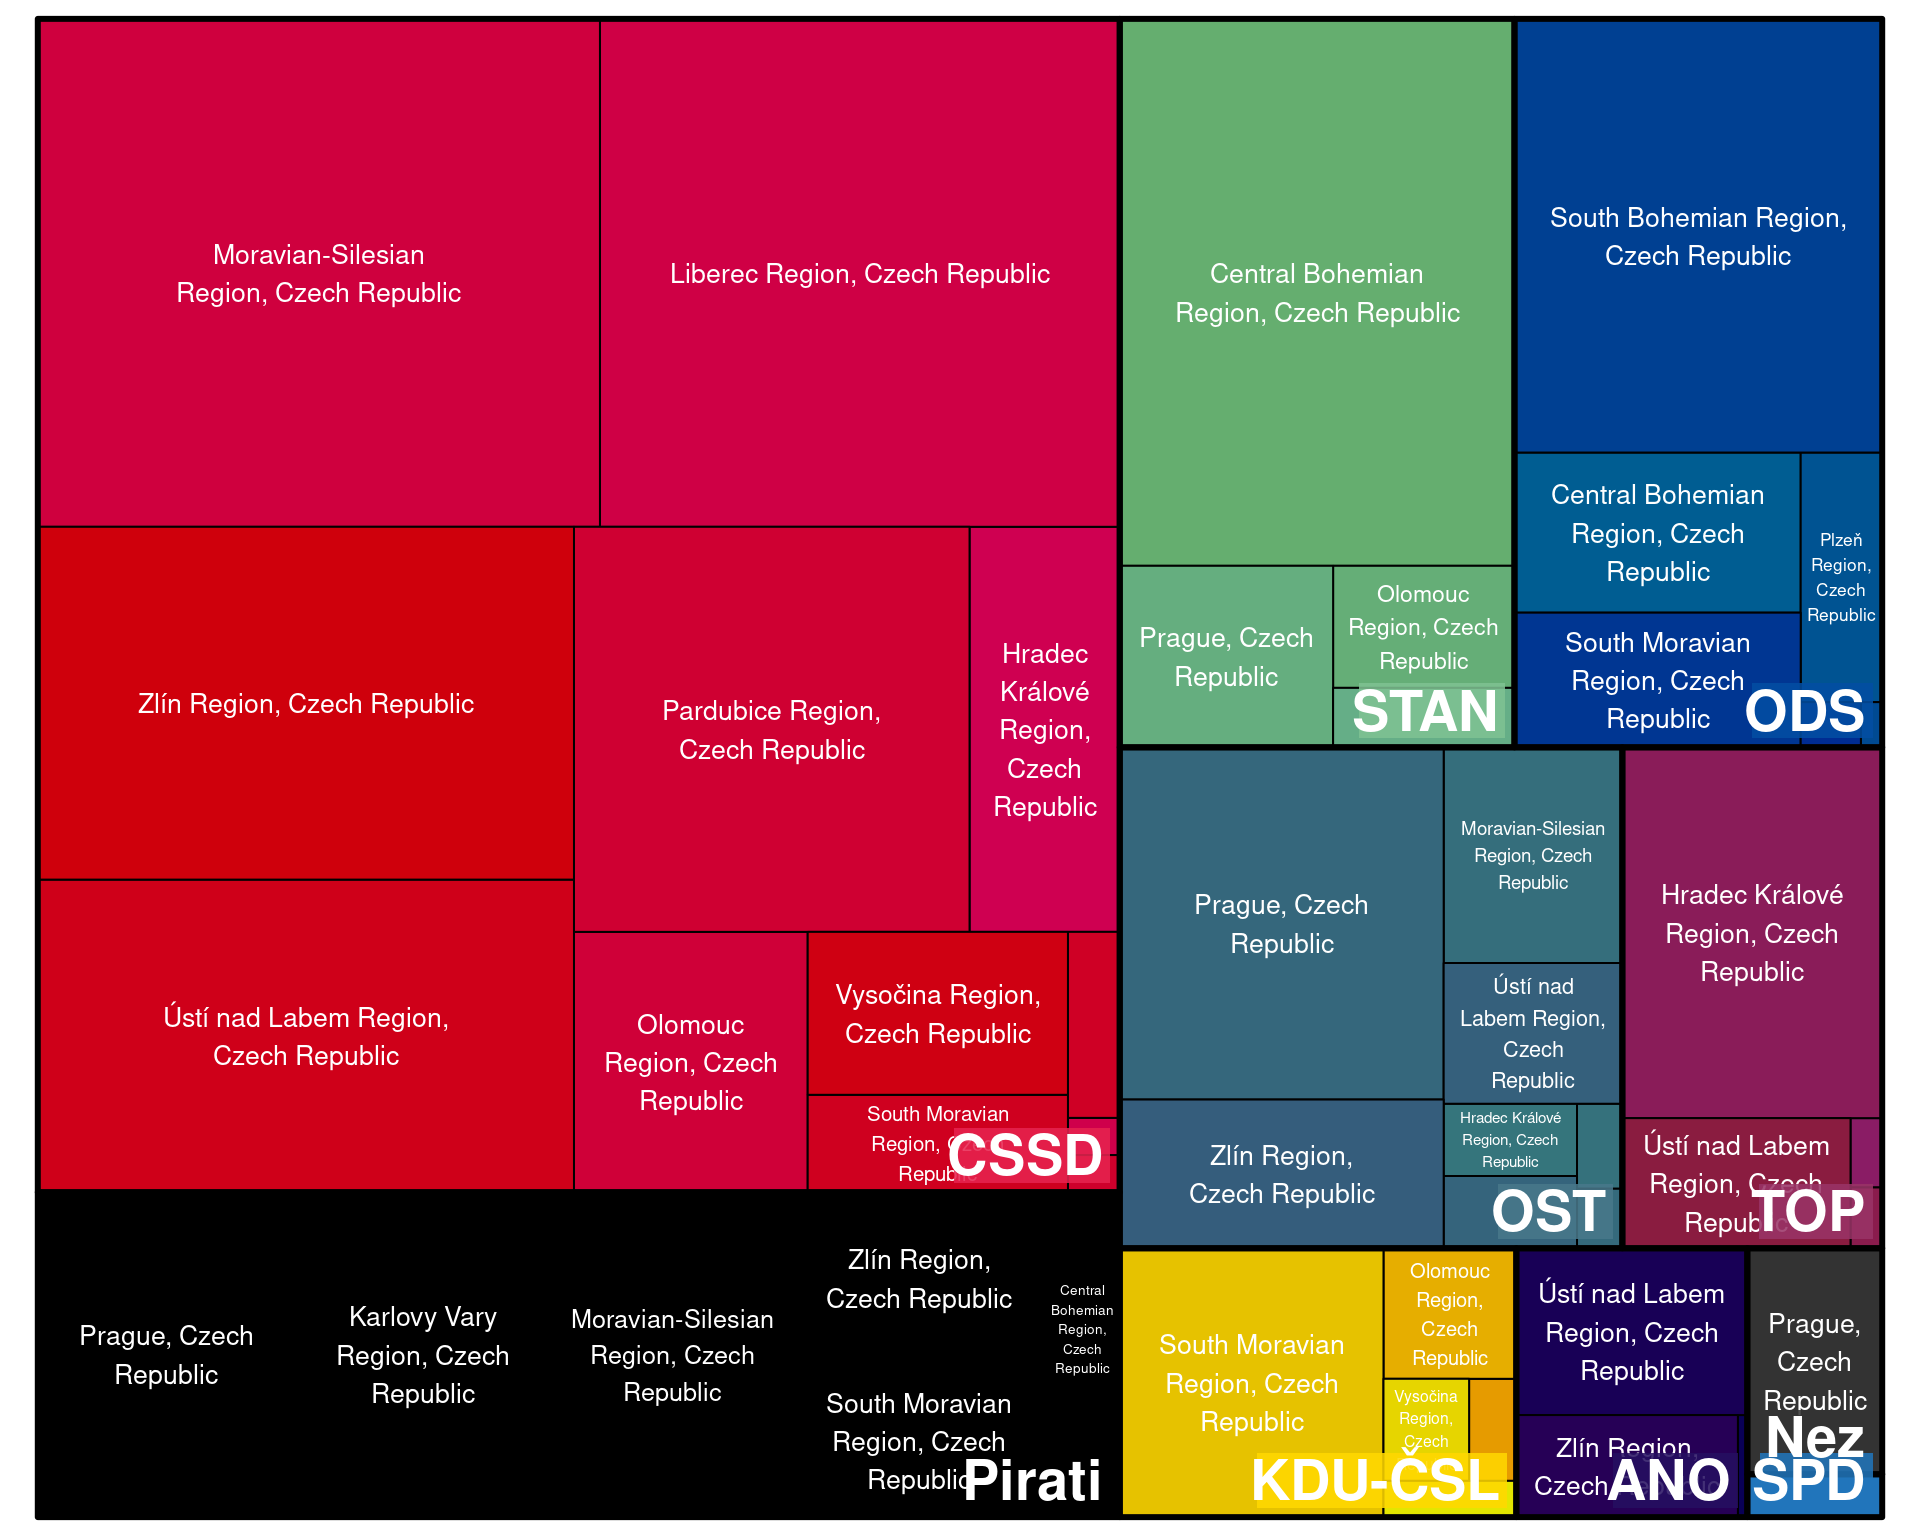 Moravian-Silesian
Region, Czech Republic
Liberec Region, Czech Republic
Zlín Region, Czech Republic
Pardubice Region,
Czech Republic
Hradec
Králové
Region,
Czech
Republic
Ústí nad Labem Region,
Czech Republic
Olomouc
Region, Czech
Republic
Vysočina Region,
Czech Republic
South Moravian
Region,
CSSD
Central Bohemian
Region, Czech Republic
Prague, Czech
Republic
Olomouc
Region, Czech
Republic
STAN
South Bohemian Region,
Czech Republic
Central Bohemian
Region, Czech
Republic
Plzeň
Region,
Czech
Republic
South Moravian
Region, Czech
Republic
ODS
Prague, Czech
Republic
Moravian-Silesian
Region, Czech
Republic
Ústí nad
Labem Region,
Czech
Republic
Zlín Region,
Czech Republic
Hradec Králové
Region, Czech
Republic
OST
Hradec Králové
Region, Czech
Republic
Ústí nad Labem
Region, Czech
TOP
Prague, Czech
Republic
Karlovy Vary
Region, Czech
Republic
Moravian-Silesian
Region, Czech
Republic
Zlín Region,
Czech Republic
South Moravian
Region, Czech
Republic
Central
Bohemian
Region,
Czech
Republic
Pirati
South Moravian
Region, Czech
Republic
Olomouc
Region,
Czech
Republic
Vysočina
Region,
Czech
KDU-ČSL
Ústí nad Labem
Region, Czech
Republic
Zlín Region,
Czech
ANO
Prague,
Czech
Republic
Nez
SPD